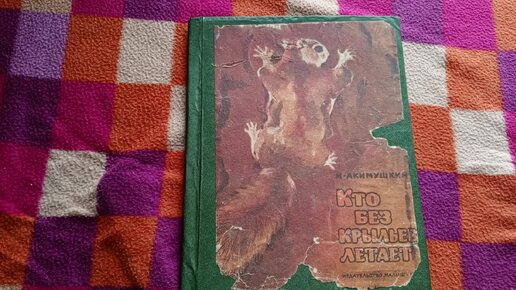 И. АКИМУШКИН
КТО
БЕЗ
КРЫЛЬЕВ
ЛЕТАЕТ
ИЗДАТЕЛЬСТВО „МАЛЫШ“